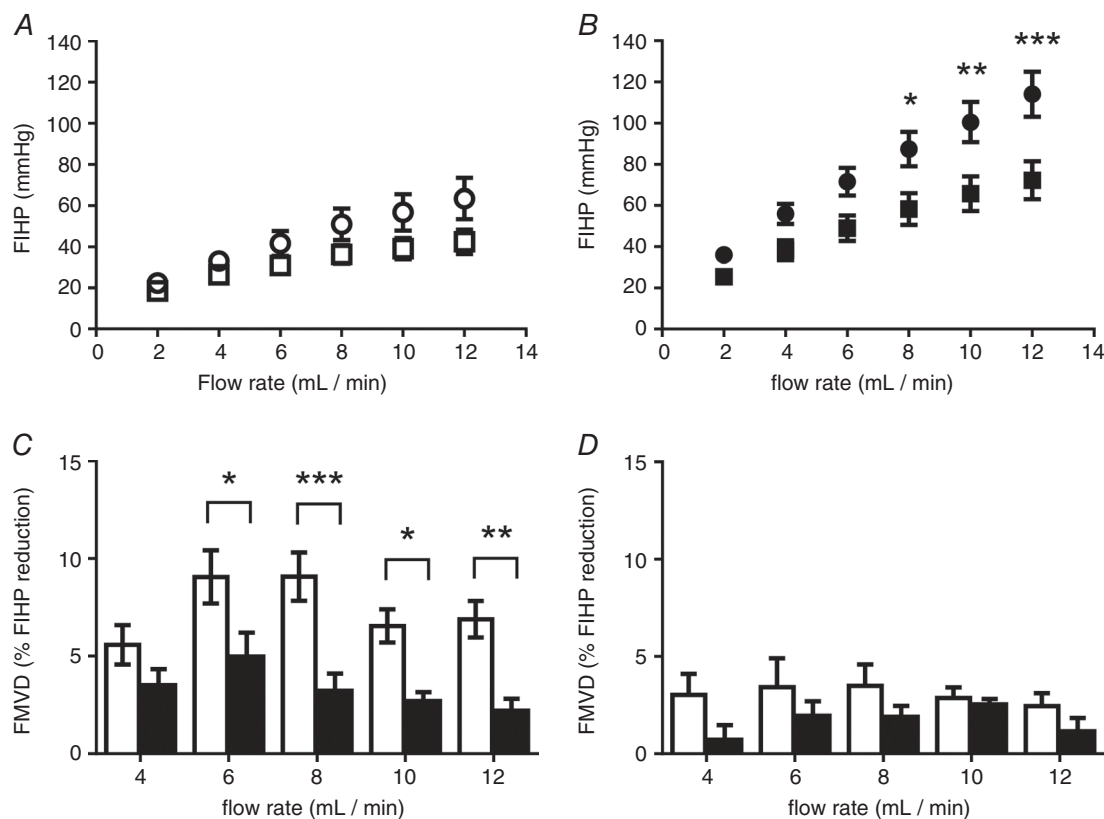 A
140
120
100
80
60
40
20
0
FIHP (mmHg)
0 2 4 6 8 10 12 14
Flow rate (mL / min)
B
140
120
100
80
60
40
20
0
FIHP (mmHg)
* ** ***
0 2 4 6 8 10 12 14
flow rate (mL / min)
C
15
10
5
0
FMVD (% FIHP reduction)
* *** * **
4 6 8 10 12
flow rate (mL / min)
D
15
10
5
0
FMVD (% FIHP reduction)
4 6 8 10 12
flow rate (mL / min)